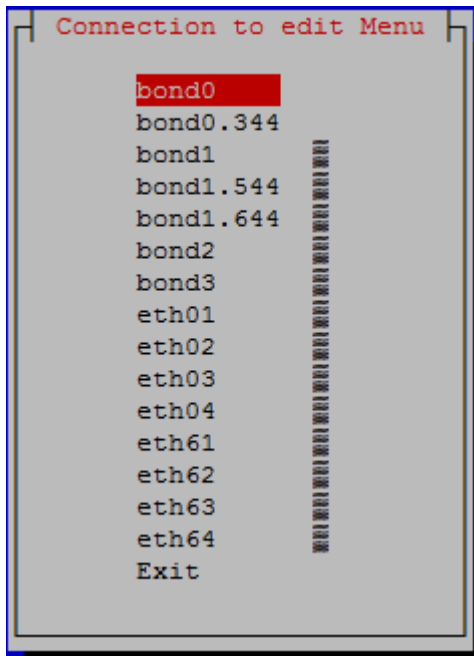 Connection to edit Menu
bond0
bond0.344
bond1
bond1.544
bond1.644
bond2
bond3
eth01
eth02
eth03
eth04
eth61
eth62
eth63
eth64
Exit